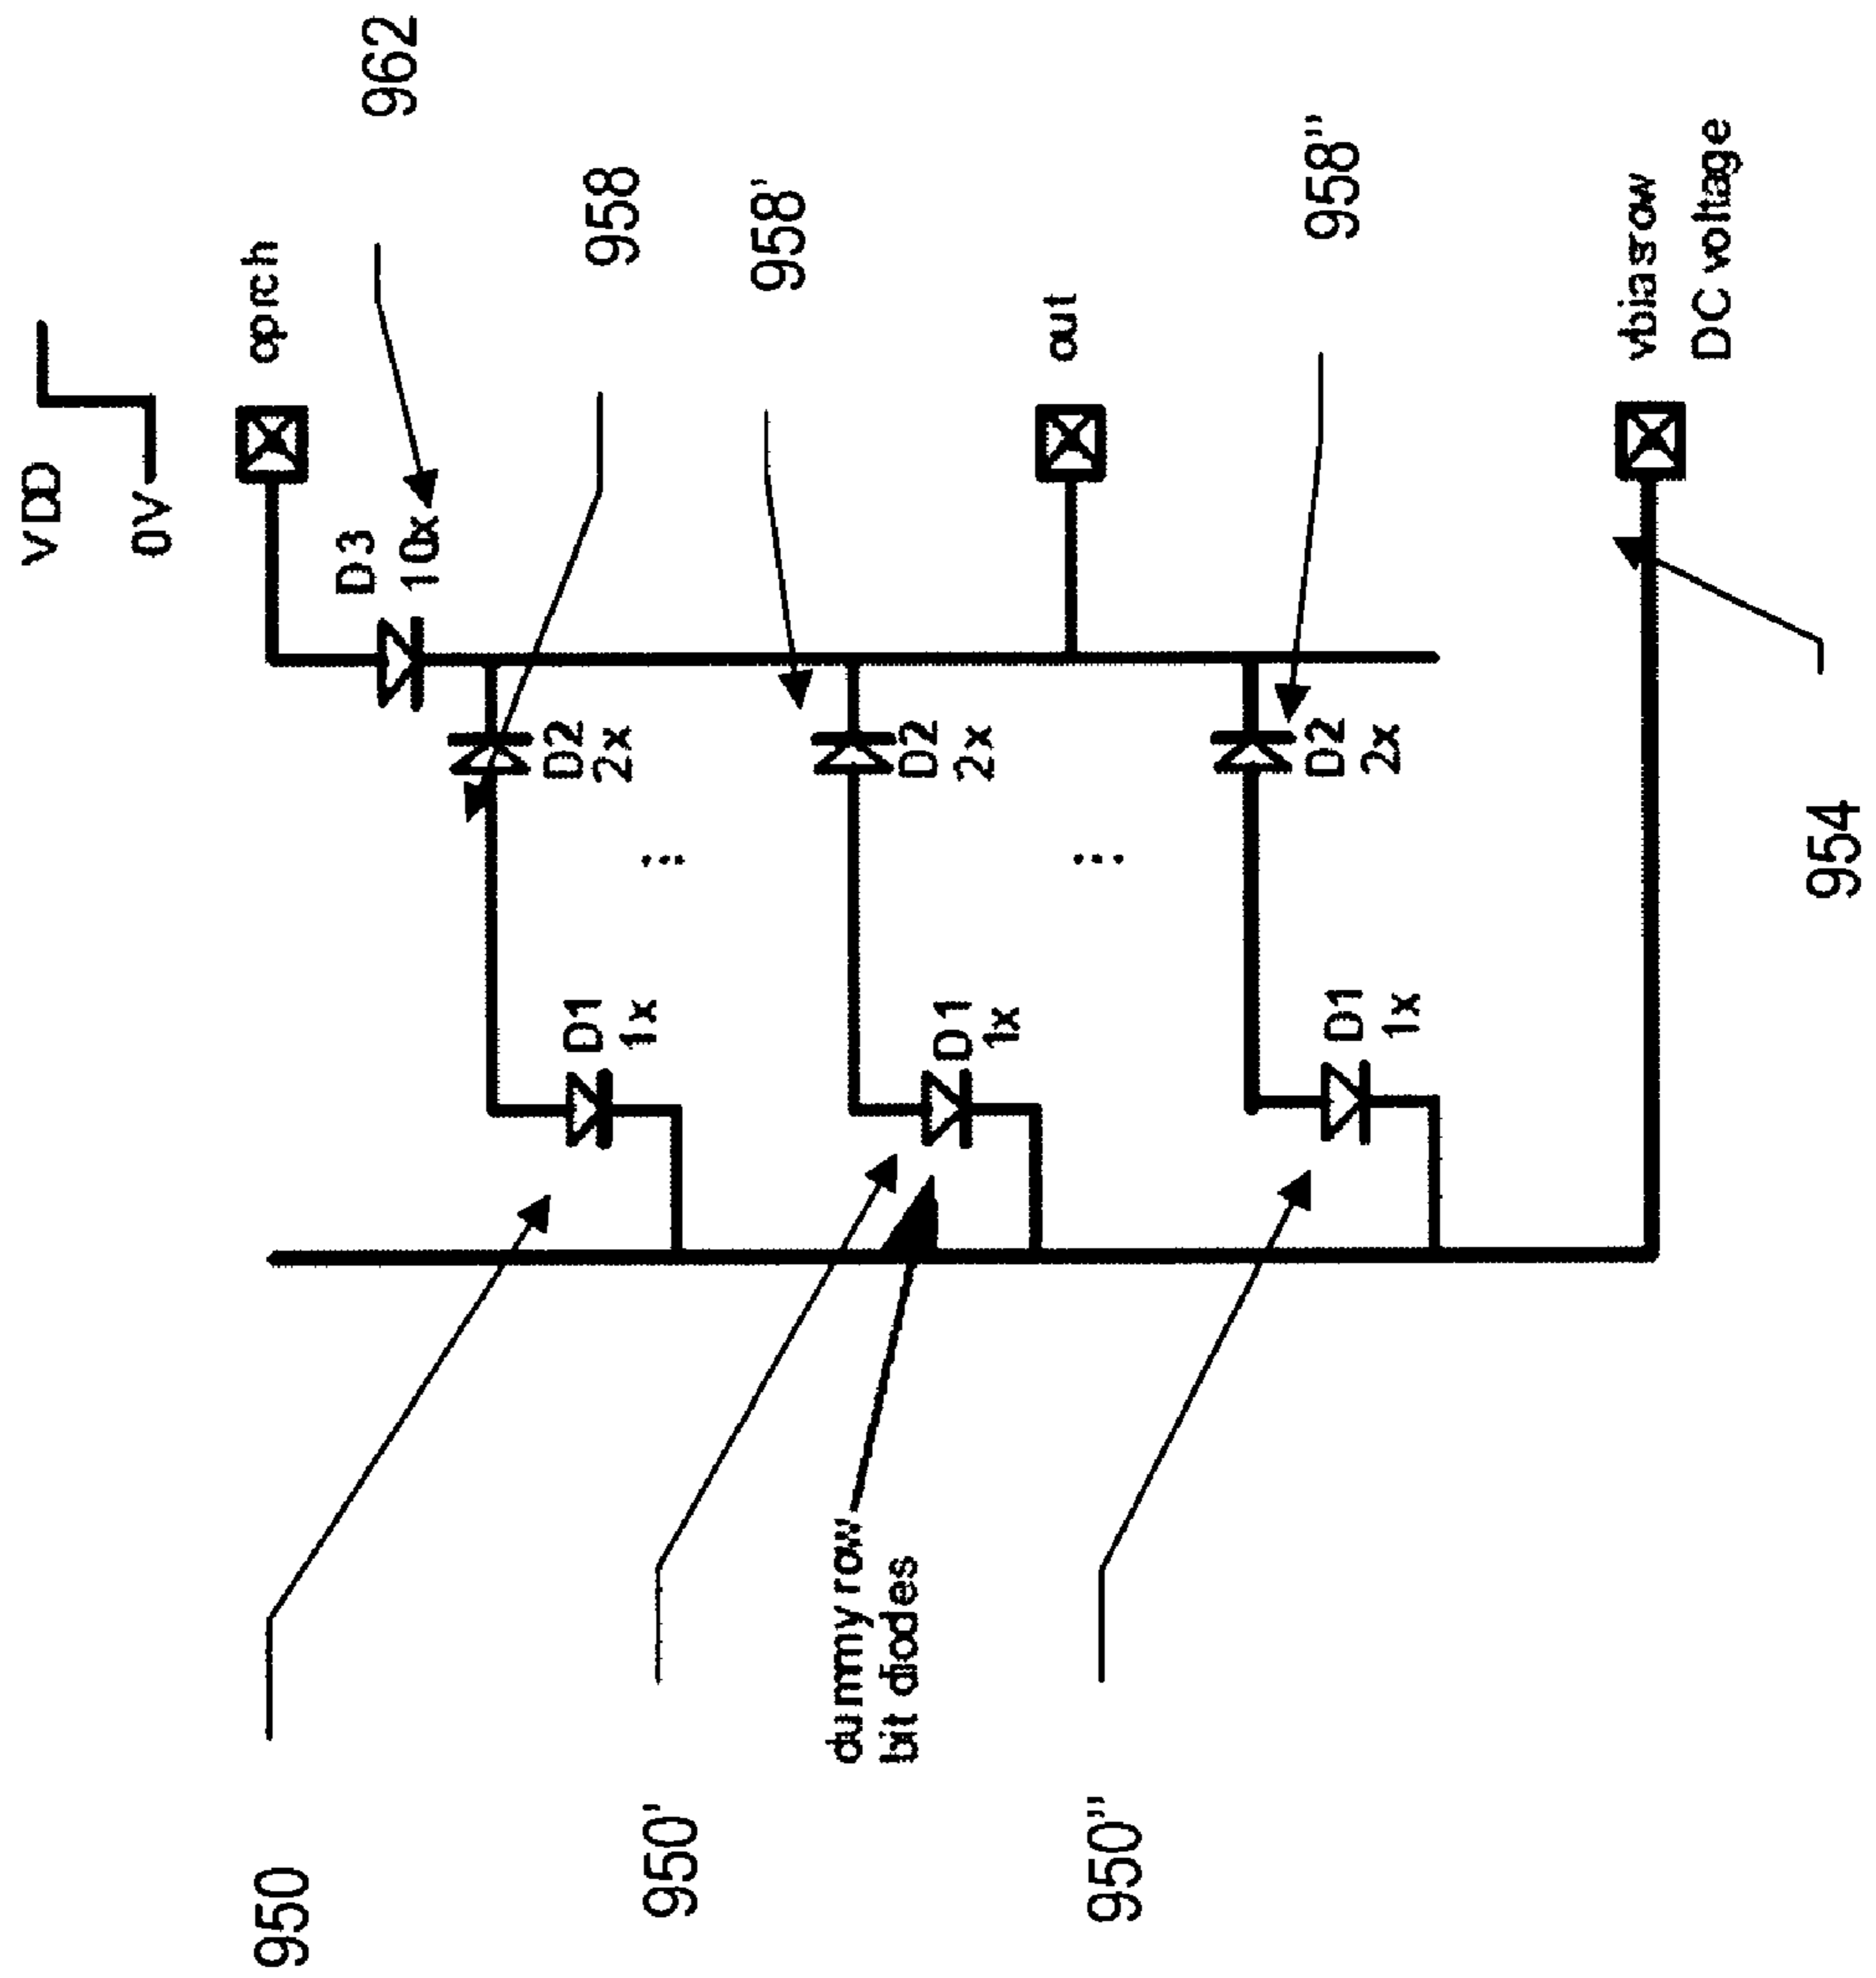 VDD
0V
950
oprch
D3
10x
962
D1
1x
D2
2x
958
950'
958'
dummy row
bit diodes
D1
1x
D2
2x
out
950"
D1
1x
D2
2x
958"
vbiasrow
DC voltage
954